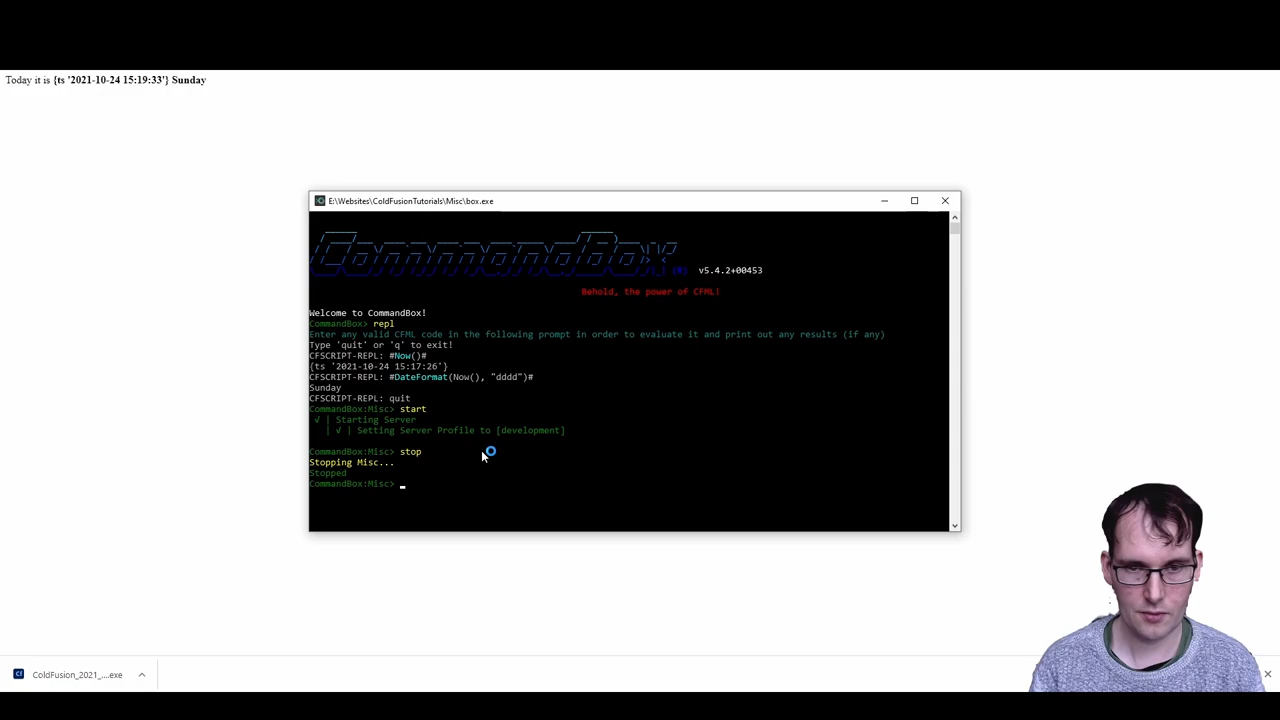 Today it is {ts '2021-10-24 15:19:33'} Sunday
E:\Websites\ColdFusionTutorials\Misc\box.exe
CommandBox (R) v5.4.2+00453
Behold, the power of CFML!
Welcome to CommandBox!
CommandBox> repl
Enter any valid CFML code in the following prompt in order to evaluate it and print out any results (if any)
Type 'quit' or 'q' to exit!
CFSCRIPT-REPL: #Now()#
{ts '2021-10-24 15:17:26'}
CFSCRIPT-REPL: #DateFormat(Now(), "dddd")#
Sunday
CFSCRIPT-REPL: quit
CommandBox:Misc> start
√ | Starting Server
| √ | Setting Server Profile to [development]
CommandBox:Misc> stop
Stopping Misc...
Stopped
CommandBox:Misc> _
Cf ColdFusion_2021_....exe